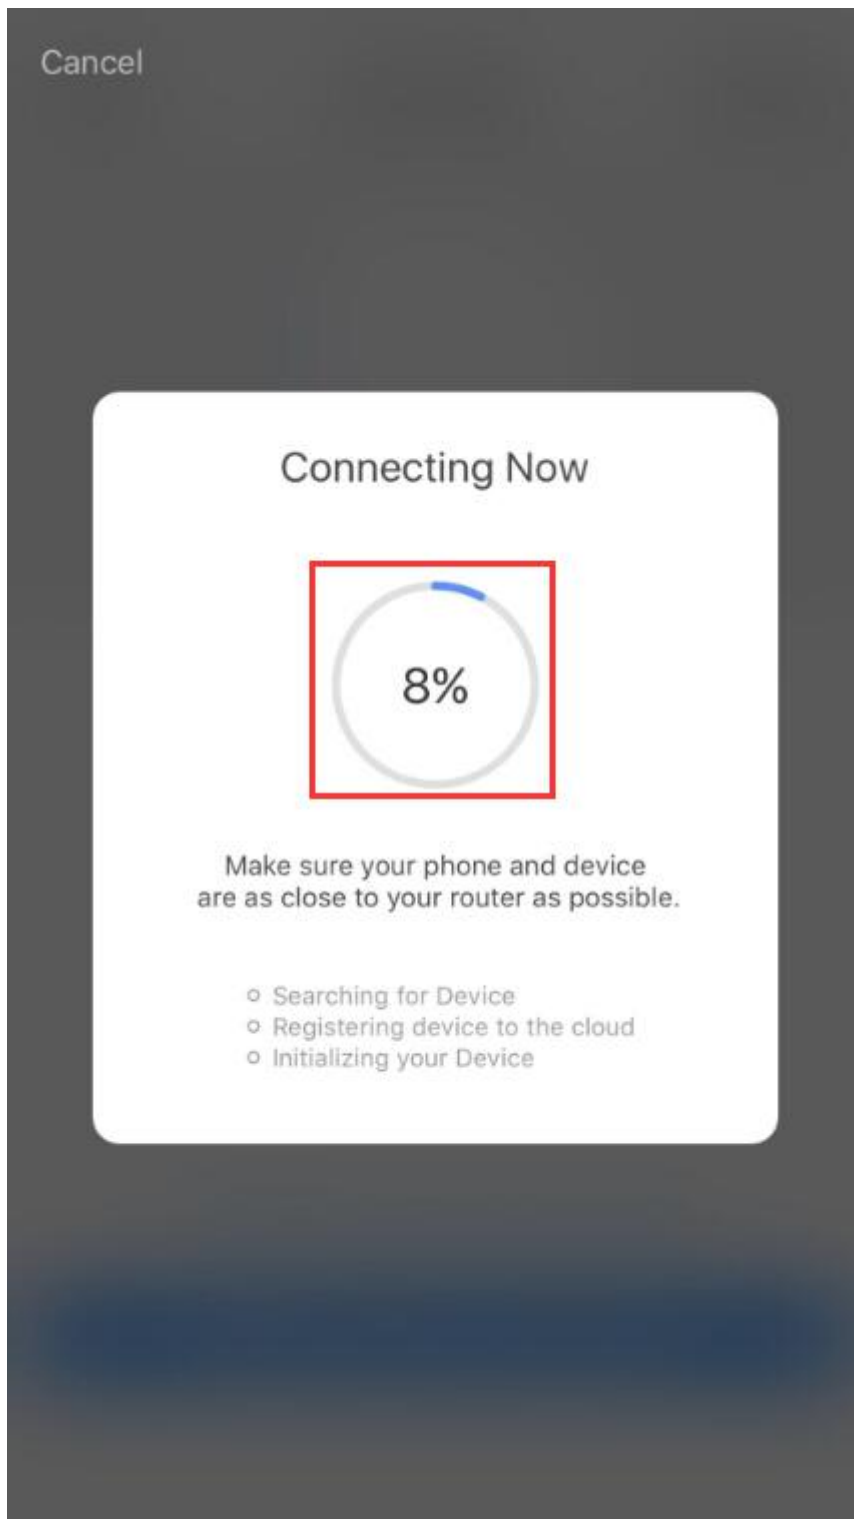 Cancel
Connecting Now
8%
Make sure your phone and device
are as close to your router as possible.
Searching for Device
Registering device to the cloud
Initializing your Device